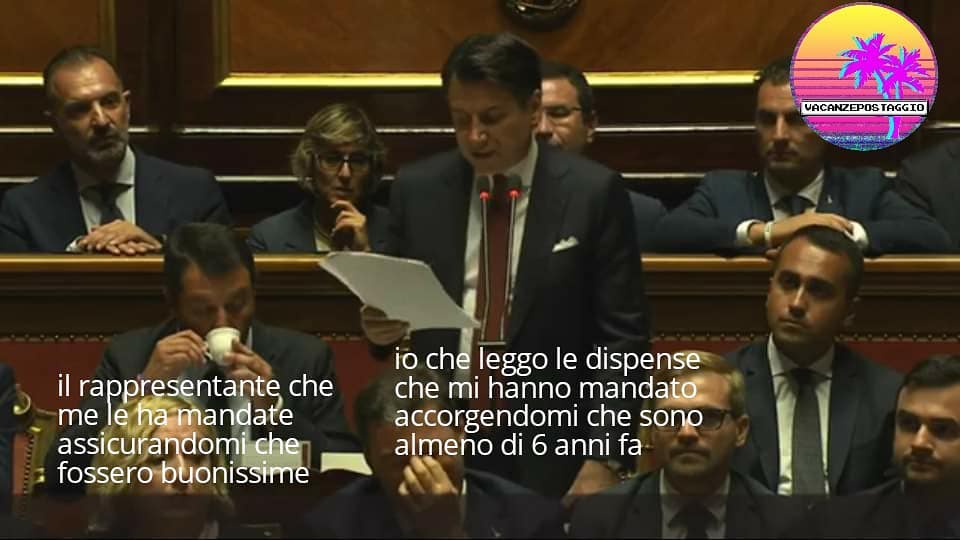 VACANZEPOSTAGGIO
il rappresentante che
me le ha mandate
assicurandomi che
fossero buonissime
io che leggo le dispense
che mi hanno mandato
accorgendomi che sono
almeno di 6 anni fa